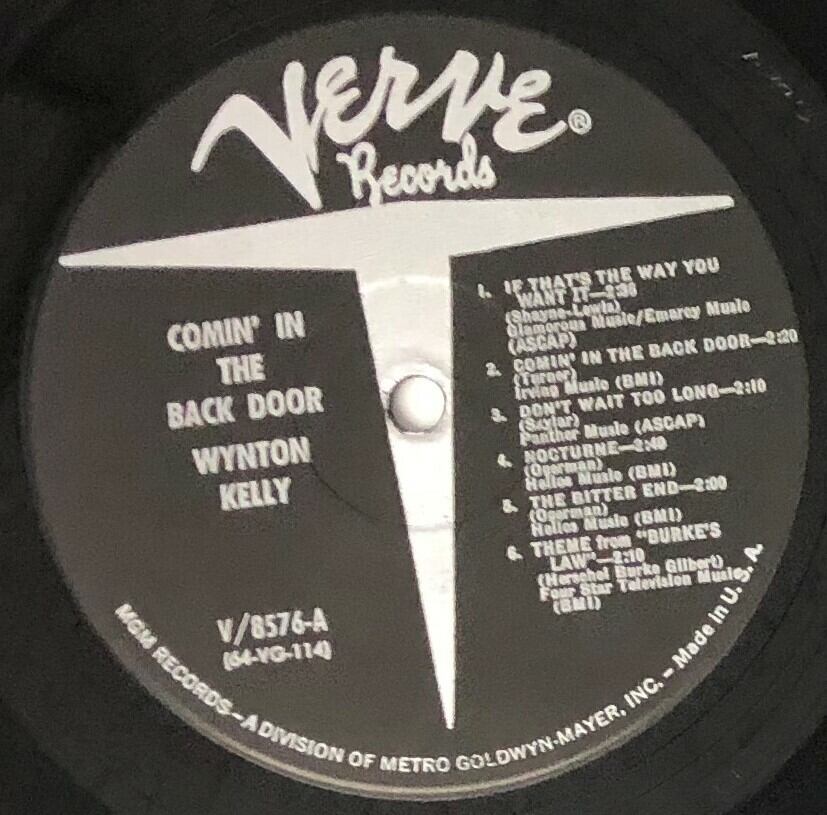 Verve®
Records
COMIN' IN
THE
BACK DOOR
WYNTON
KELLY
V/8576-A
(64-VG-114)
1. IF THAT'S THE WAY YOU
WANT IT—2:36
(Shayne-Lewis)
Glamorous Music/Emarcy Music
(ASCAP)
2. COMIN' IN THE BACK DOOR—2:20
(Turner)
Irving Music (BMI)
3. DON'T WAIT TOO LONG—2:10
(Skylar)
Panther Music (ASCAP)
4. NOCTURNE—2:40
(Ogerman)
Helios Music (BMI)
5. THE BITTER END—2:00
(Ogerman)
Helios Music (BMI)
6. THEME from "BURKE'S
LAW"—2:10
(Herschel Burke Gilbert)
Four Star Television Music
(BMI)
MGM RECORDS—A DIVISION OF METRO GOLDWYN-MAYER, INC.—Made in U.S.A.